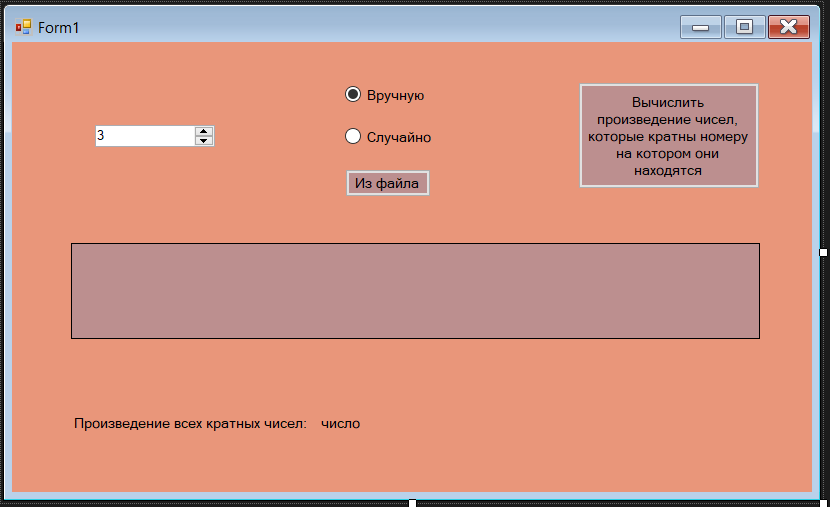 Form1
Вручную
3
Случайно
Из файла
Вычислить
произведение чисел,
которые кратны номеру
на котором они
находятся
Произведение всех кратных чисел: число